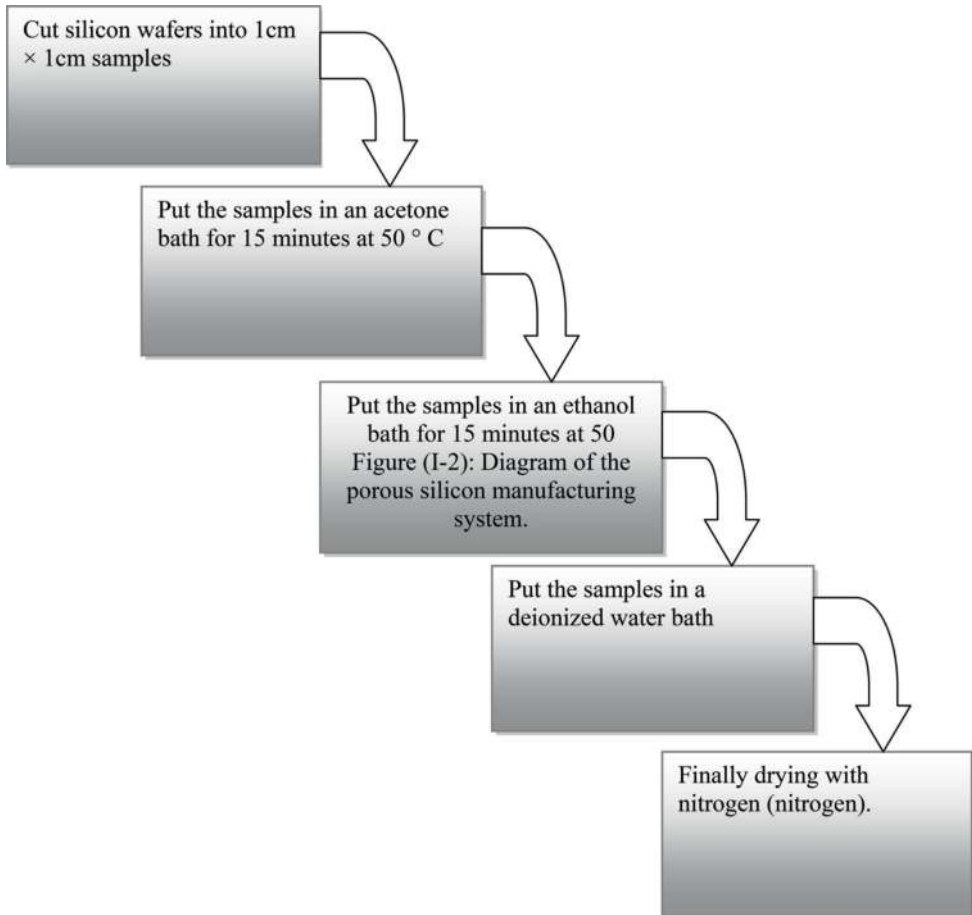 Cut silicon wafers into 1cm
× 1cm samples
Put the samples in an acetone
bath for 15 minutes at 50 ° C
Put the samples in an ethanol
bath for 15 minutes at 50
Figure (I-2): Diagram of the
porous silicon manufacturing
system.
Put the samples in a
deionized water bath
Finally drying with
nitrogen (nitrogen).